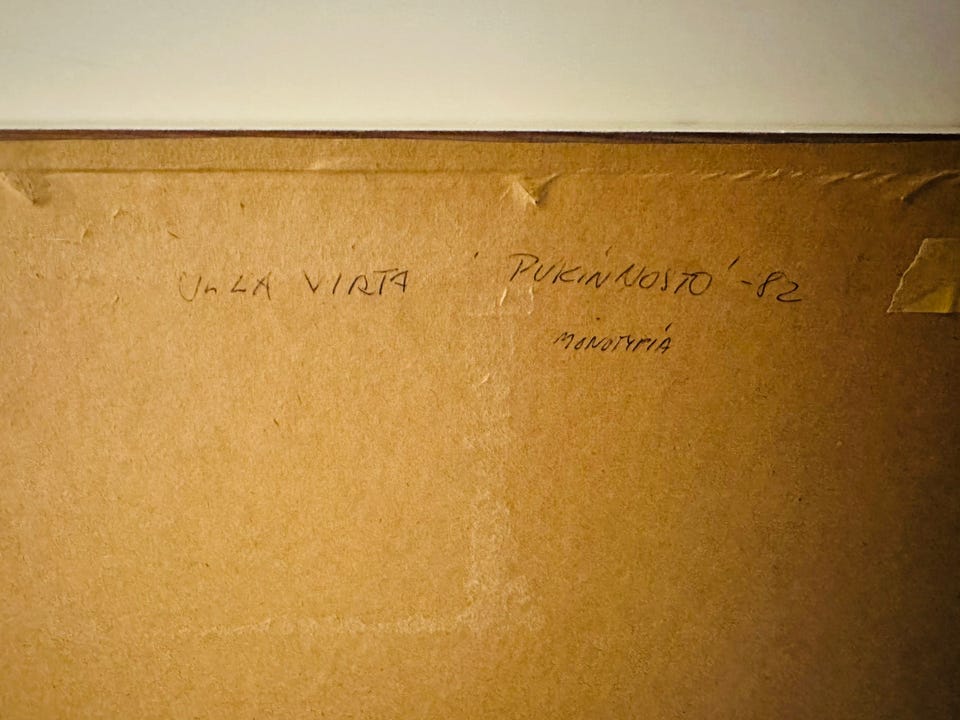 ULLA VIRTA 'PUKINNOSTO' -82
MONOTYPIA